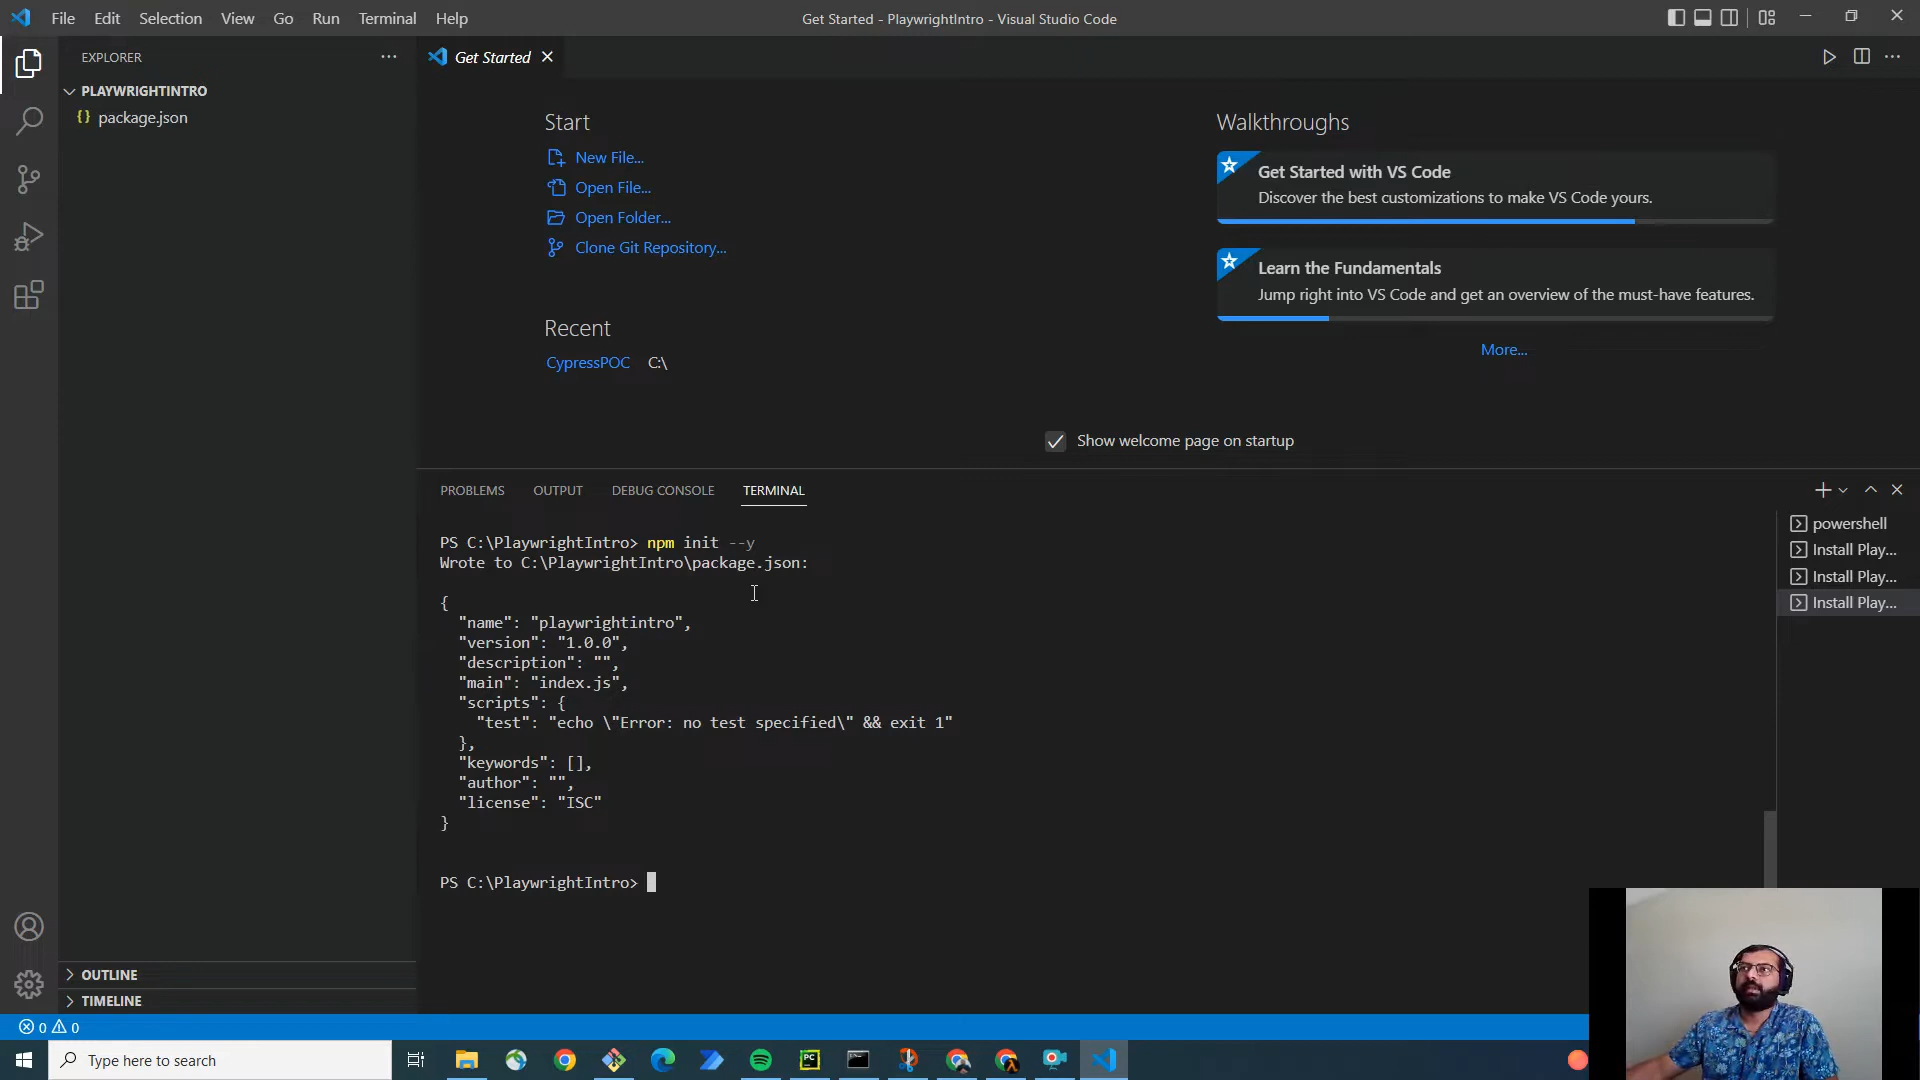 File Edit Selection View Go Run Terminal Help
Get Started - PlaywrightIntro - Visual Studio Code
EXPLORER
PLAYWRIGHTINTRO
{} package.json
OUTLINE
TIMELINE
Get Started
Start
New File...
Open File...
Open Folder...
Clone Git Repository...
Recent
CypressPOC C:\
Walkthroughs
Get Started with VS Code
Discover the best customizations to make VS Code yours.
Learn the Fundamentals
Jump right into VS Code and get an overview of the must-have features.
More...
Show welcome page on startup
PROBLEMS OUTPUT DEBUG CONSOLE TERMINAL
PS C:\PlaywrightIntro> npm init --y
Wrote to C:\PlaywrightIntro\package.json:
{
"name": "playwrightintro",
"version": "1.0.0",
"description": "",
"main": "index.js",
"scripts": {
"test": "echo \"Error: no test specified\" && exit 1"
},
"keywords": [],
"author": "",
"license": "ISC"
}
PS C:\PlaywrightIntro>
powershell
Install Play...
Install Play...
Install Play...
0 0
Type here to search
PC